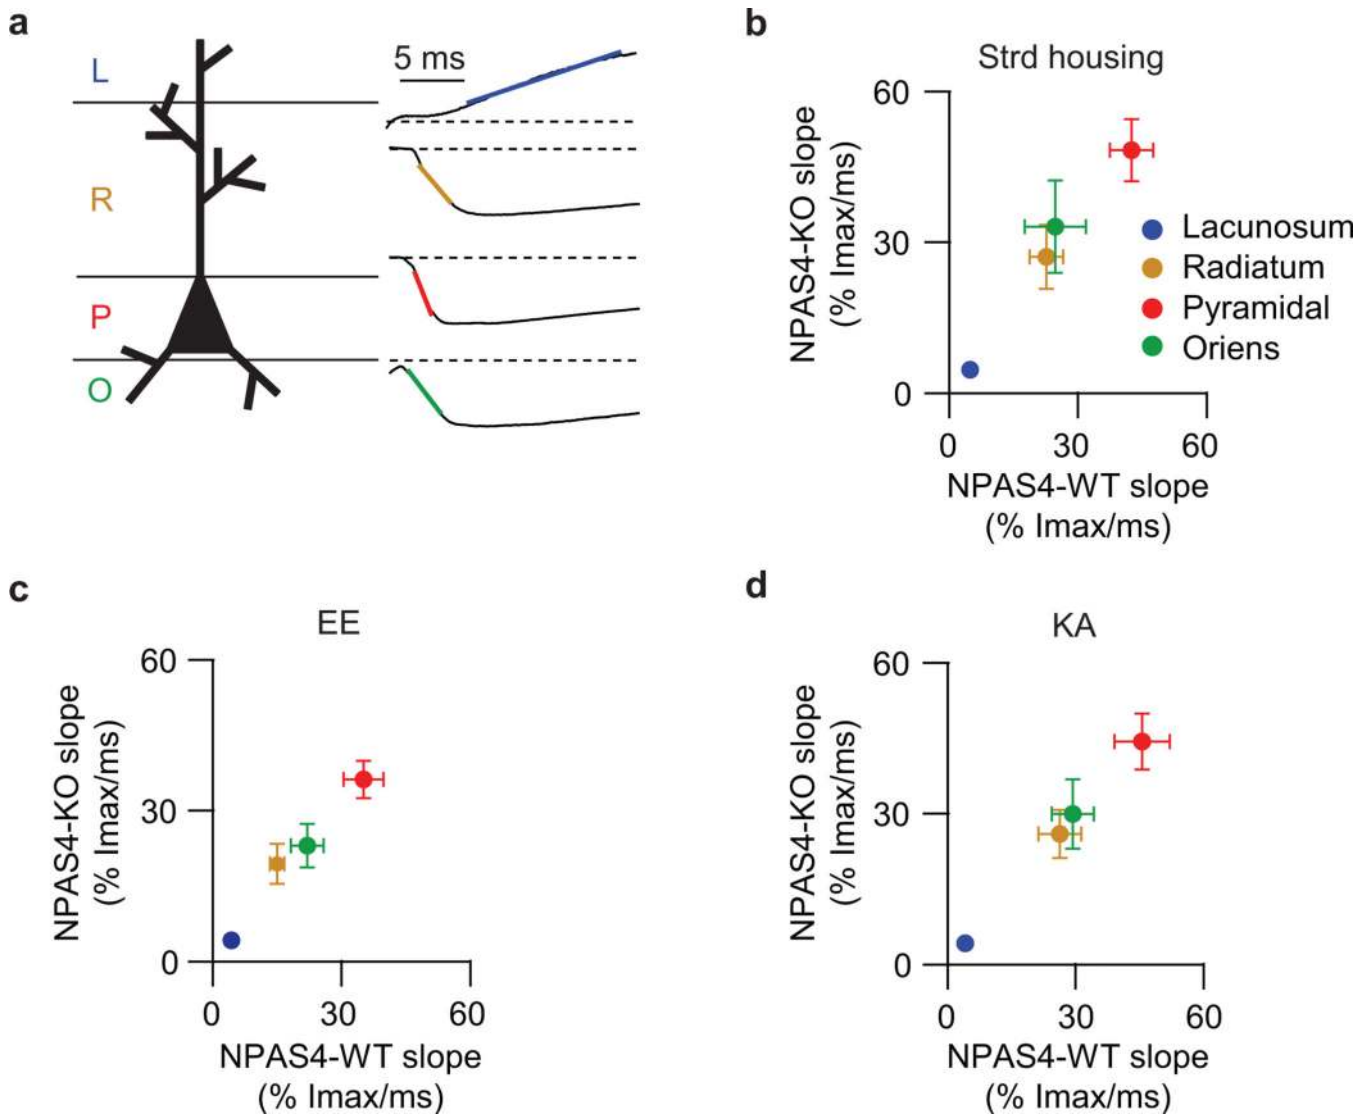 a
L
R
P
O
5 ms
b
Strd housing
60
30
0
0 30 60
NPAS4-KO slope
(% Imax/ms)
NPAS4-WT slope
(% Imax/ms)
Lacunosum
Radiatum
Pyramidal
Oriens
c
EE
60
30
0
0 30 60
NPAS4-KO slope
(% Imax/ms)
NPAS4-WT slope
(% Imax/ms)
d
KA
60
30
0
0 30 60
NPAS4-KO slope
(% Imax/ms)
NPAS4-WT slope
(% Imax/ms)